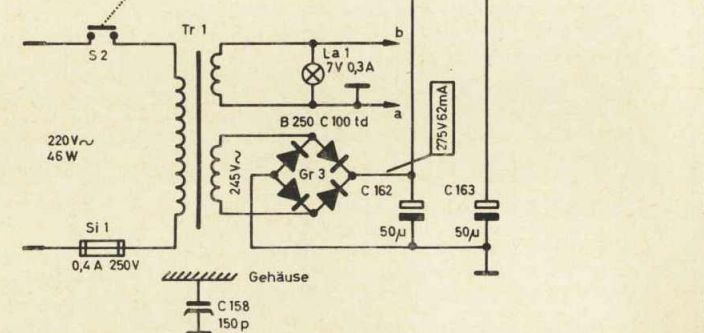 Tr 1
b
S 2
La 1
7V 0,3A
a
B 250 C 100 td
275V 62mA
220V~
46W
245V~
Gr 3
C 162
C 163
50µ
50µ
Si 1
0,4 A 250V
Gehäuse
C 158
150 p